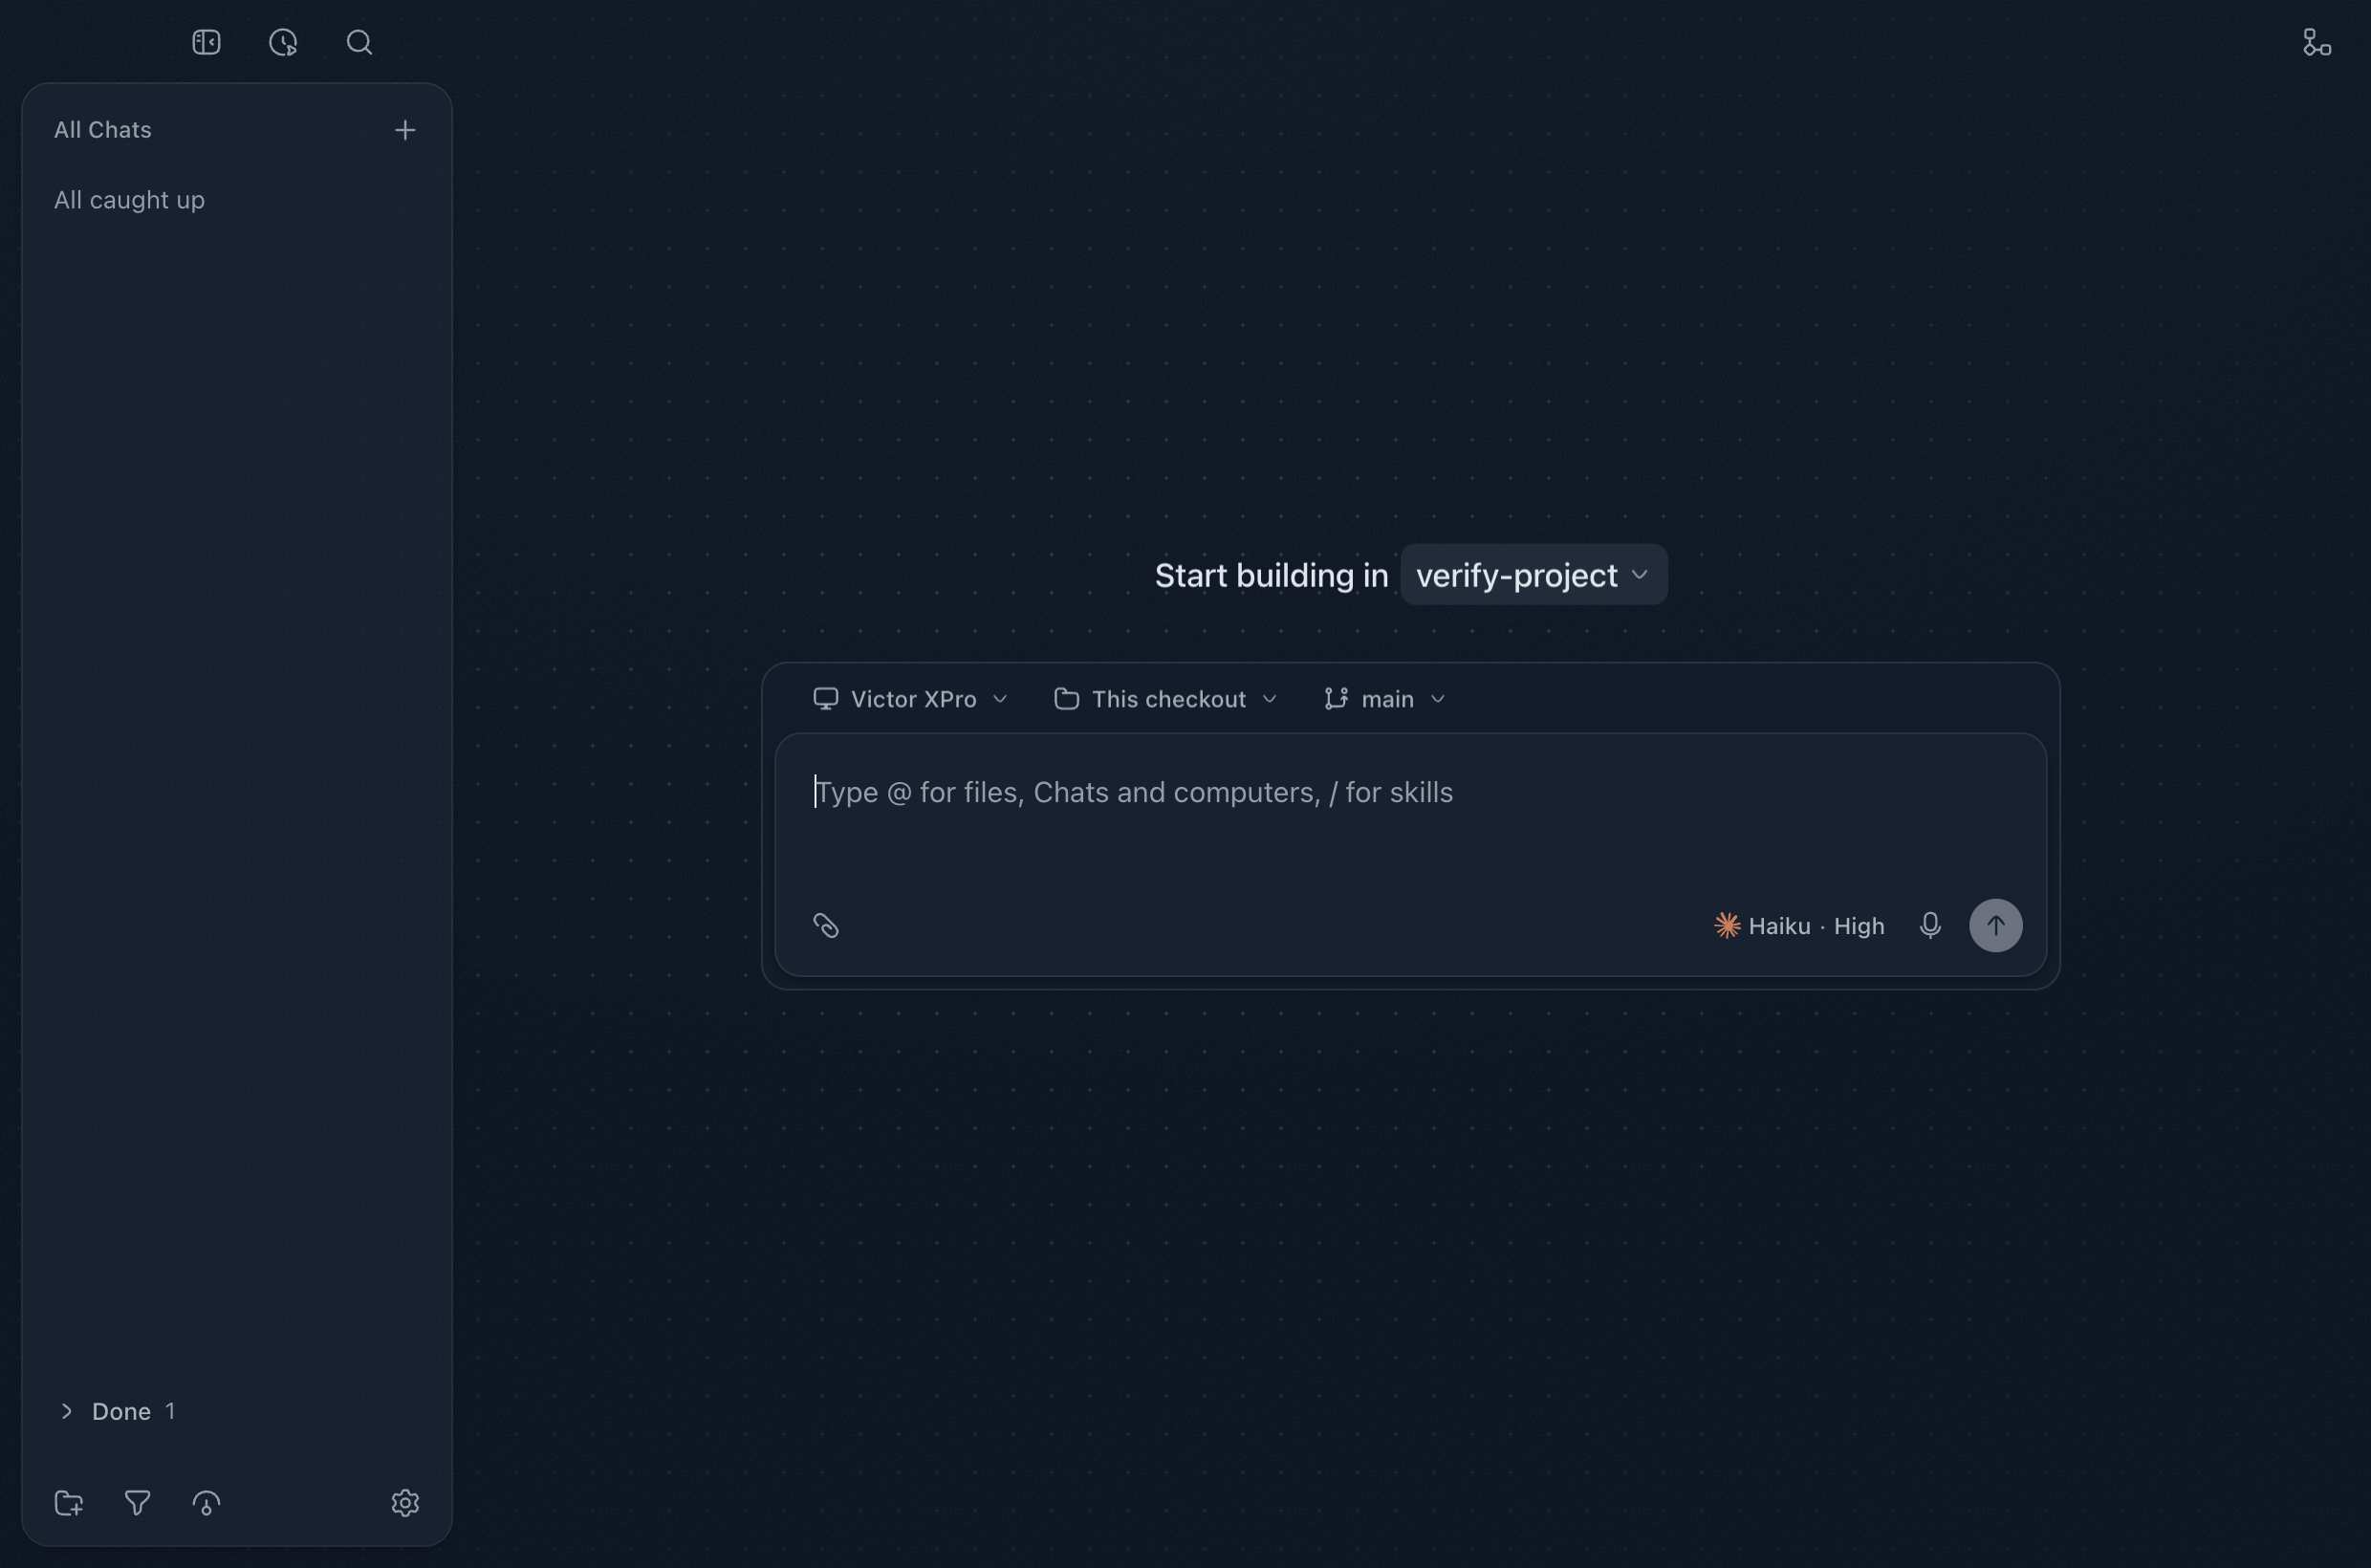 All Chats
All caught up
Start building in verify-project
Victor XPro This checkout main
Type @ for files, Chats and computers, / for skills
Haiku · High
Done 1